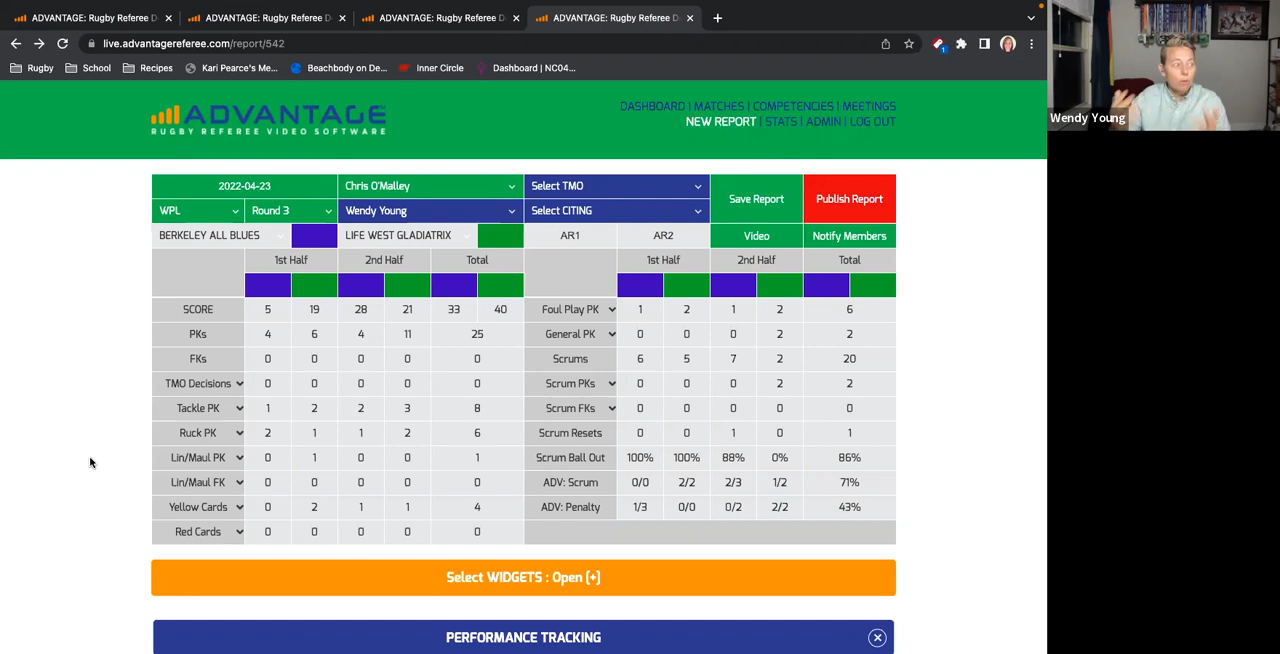 ADVANTAGE: Rugby Referee D ADVANTAGE: Rugby Referee D ADVANTAGE: Rugby Referee D ADVANTAGE: Rugby Referee D
live.advantagereferee.com/report/542
Rugby School Recipes Kari Pearce's Me... Beachbody on De... Inner Circle Dashboard | NC04...
Wendy Young
ADVANTAGE
RUGBY REFEREE VIDEO SOFTWARE
DASHBOARD | MATCHES | COMPETENCIES | MEETINGS
NEW REPORT | STATS | ADMIN | LOG OUT
2022-04-23 Chris O'Malley Select TMO Save Report Publish Report
WPL Round 3 Wendy Young Select CITING
BERKELEY ALL BLUES LIFE WEST GLADIATRIX AR1 AR2 Video Notify Members
1st Half 2nd Half Total 1st Half 2nd Half Total
SCORE 5 19 28 21 33 40 Foul Play PK 1 2 1 2 6
PKs 4 6 4 11 25 General PK 0 0 0 2 2
FKs 0 0 0 0 0 Scrums 6 5 7 2 20
TMO Decisions 0 0 0 0 0 Scrum PKs 0 0 0 2 2
Tackle PK 1 2 2 3 8 Scrum FKs 0 0 0 0 0
Ruck PK 2 1 1 2 6 Scrum Resets 0 0 1 0 1
Lin/Maul PK 0 1 0 0 1 Scrum Ball Out 100% 100% 88% 0% 86%
Lin/Maul FK 0 0 0 0 0 ADV: Scrum 0/0 2/2 2/3 1/2 71%
Yellow Cards 0 2 1 1 4 ADV: Penalty 1/3 0/0 0/2 2/2 43%
Red Cards 0 0 0 0 0
Select WIDGETS : Open [+]
PERFORMANCE TRACKING